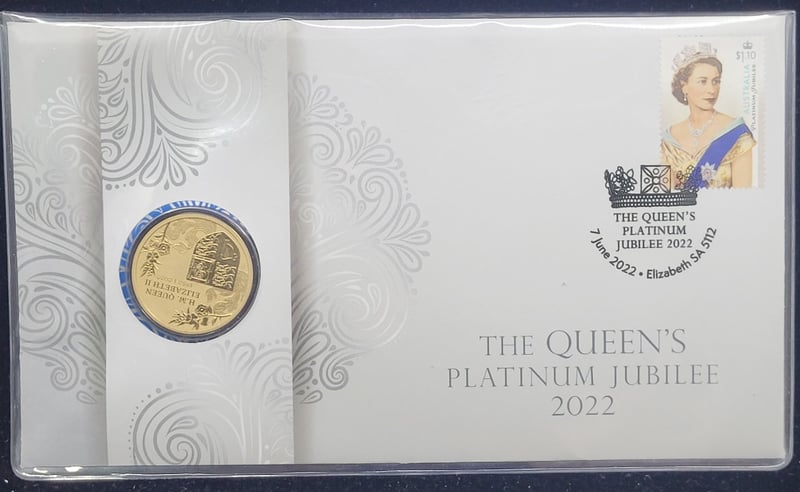 $1.10
AUSTRALIA
PLATINUM JUBILEE
THE QUEEN'S
PLATINUM
JUBILEE 2022
7 June 2022 • Elizabeth SA 5112
H.M. QUEEN
ELIZABETH II
THE QUEEN'S
PLATINUM JUBILEE
2022